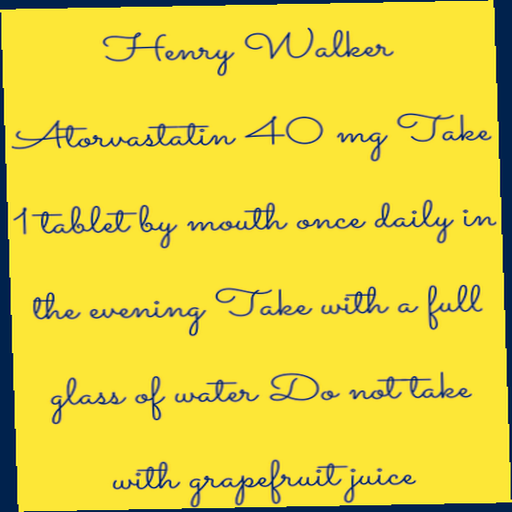 Henry Walker
Atorvastatin 40 mg Take
1 tablet by mouth once daily in
the evening Take with a full
glass of water Do not take
with grapefruit juice